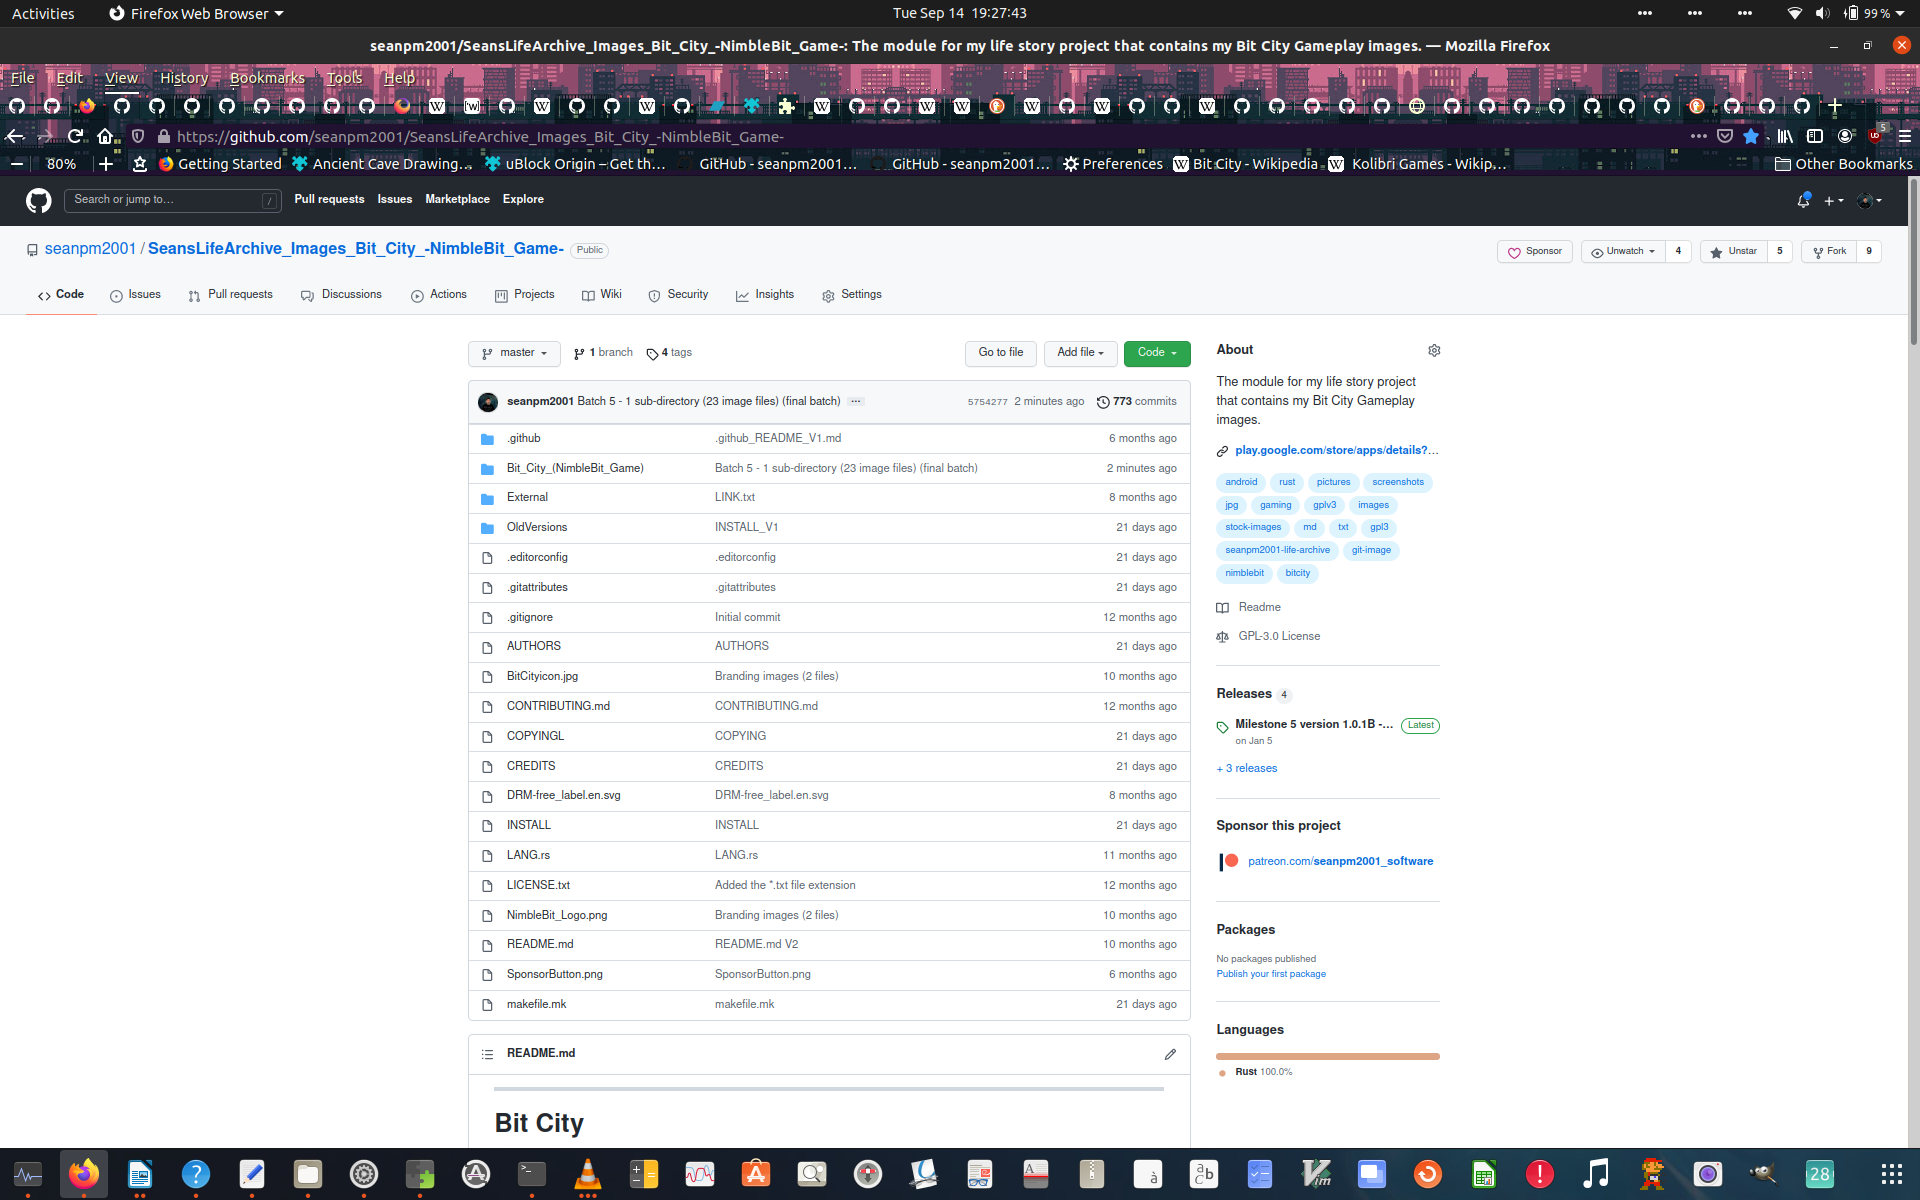 Activities Firefox Web Browser Tue Sep 14 19:27:43 99 %
seanpm2001/SeansLifeArchive_Images_Bit_City_-NimbleBit_Game-: The module for my life story project that contains my Bit City Gameplay images. — Mozilla Firefox
File Edit View History Bookmarks Tools Help
https://github.com/seanpm2001/SeansLifeArchive_Images_Bit_City_-NimbleBit_Game- 5
80% Getting Started Ancient Cave Drawing… uBlock Origin – Get th… GitHub - seanpm2001… GitHub - seanpm2001… Preferences Bit City - Wikipedia Kolibri Games - Wikip… Other Bookmarks
Search or jump to… / Pull requests Issues Marketplace Explore
seanpm2001 / SeansLifeArchive_Images_Bit_City_-NimbleBit_Game- Public Sponsor Unwatch 4 Unstar 5 Fork 9
Code Issues Pull requests Discussions Actions Projects Wiki Security Insights Settings
master 1 branch 4 tags Go to file Add file Code
seanpm2001 Batch 5 - 1 sub-directory (23 image files) (final batch) … 5754277 2 minutes ago 773 commits
.github .github_README_V1.md 6 months ago
Bit_City_(NimbleBit_Game) Batch 5 - 1 sub-directory (23 image files) (final batch) 2 minutes ago
External LINK.txt 8 months ago
OldVersions INSTALL_V1 21 days ago
.editorconfig .editorconfig 21 days ago
.gitattributes .gitattributes 21 days ago
.gitignore Initial commit 12 months ago
AUTHORS AUTHORS 21 days ago
BitCityicon.jpg Branding images (2 files) 10 months ago
CONTRIBUTING.md CONTRIBUTING.md 12 months ago
COPYINGL COPYING 21 days ago
CREDITS CREDITS 21 days ago
DRM-free_label.en.svg DRM-free_label.en.svg 8 months ago
INSTALL INSTALL 21 days ago
LANG.rs LANG.rs 11 months ago
LICENSE.txt Added the *.txt file extension 12 months ago
NimbleBit_Logo.png Branding images (2 files) 10 months ago
README.md README.md V2 10 months ago
SponsorButton.png SponsorButton.png 6 months ago
makefile.mk makefile.mk 21 days ago
README.md
Bit City
About
The module for my life story project
that contains my Bit City Gameplay
images.
play.google.com/store/apps/details?…
android rust pictures screenshots
jpg gaming gplv3 images
stock-images md txt gpl3
seanpm2001-life-archive git-image
nimblebit bitcity
Readme
GPL-3.0 License
Releases 4
Milestone 5 version 1.0.1B -… Latest
on Jan 5
+ 3 releases
Sponsor this project
patreon.com/seanpm2001_software
Packages
No packages published
Publish your first package
Languages
Rust 100.0%
28